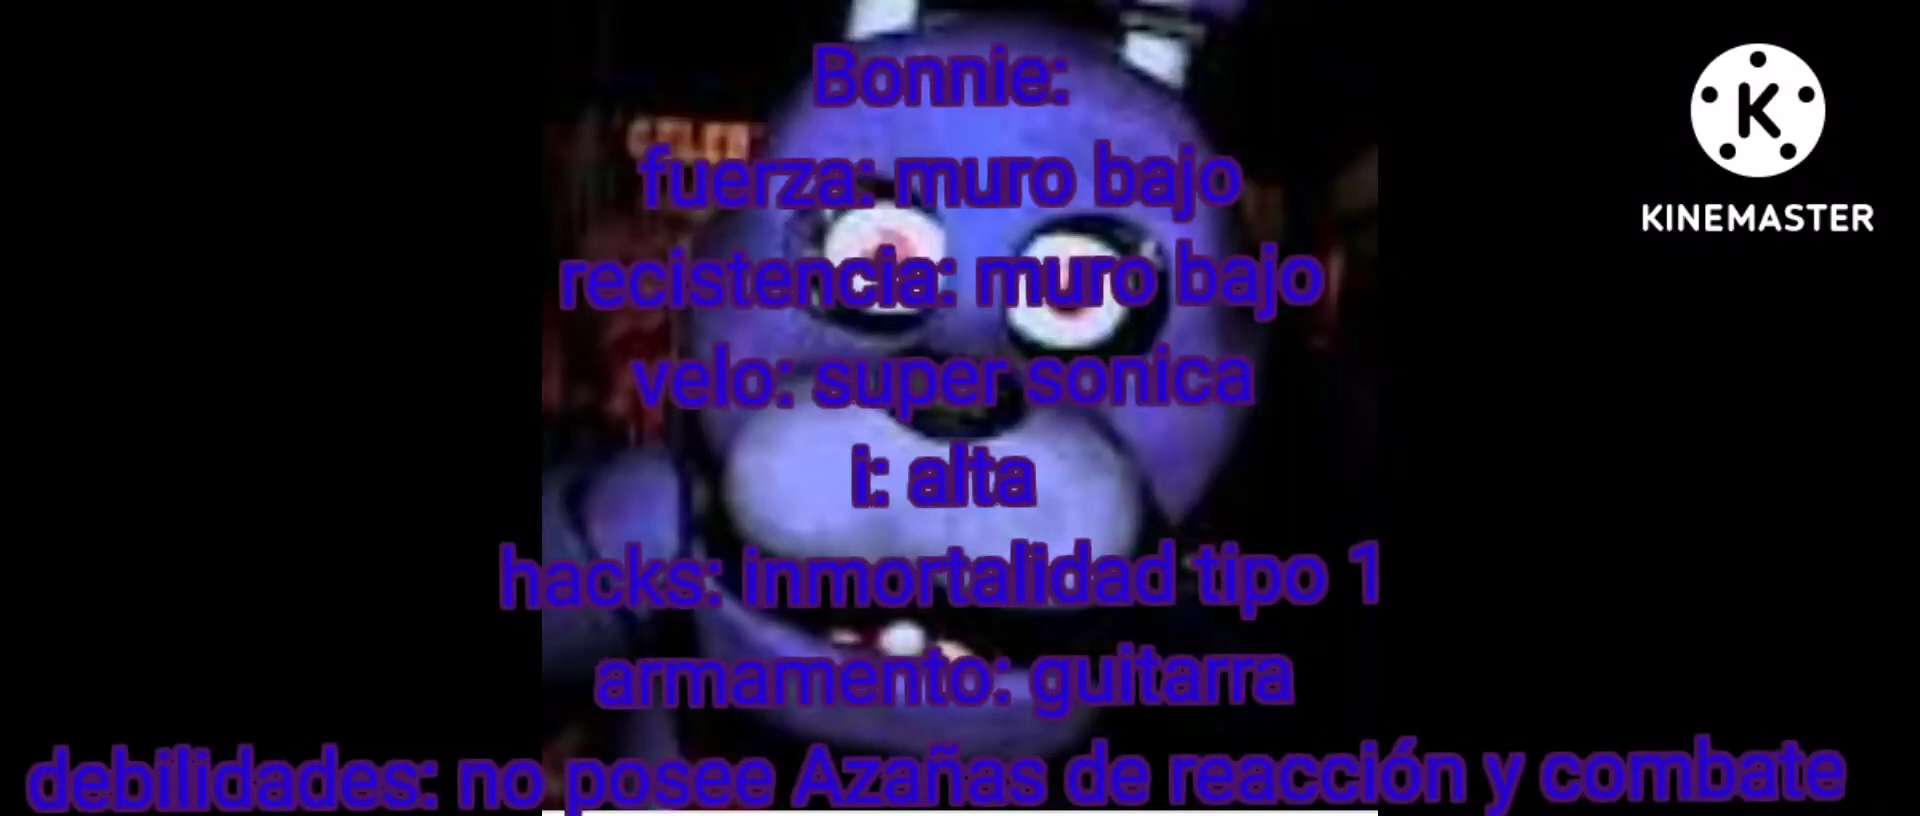 Bonnie:
fuerza: muro bajo
recistencia: muro bajo
velo: super sonica
i: alta
hacks: inmortalidad tipo 1
armamento: guitarra
debilidades: no posee Azañas de reacción y combate
K
KINEMASTER